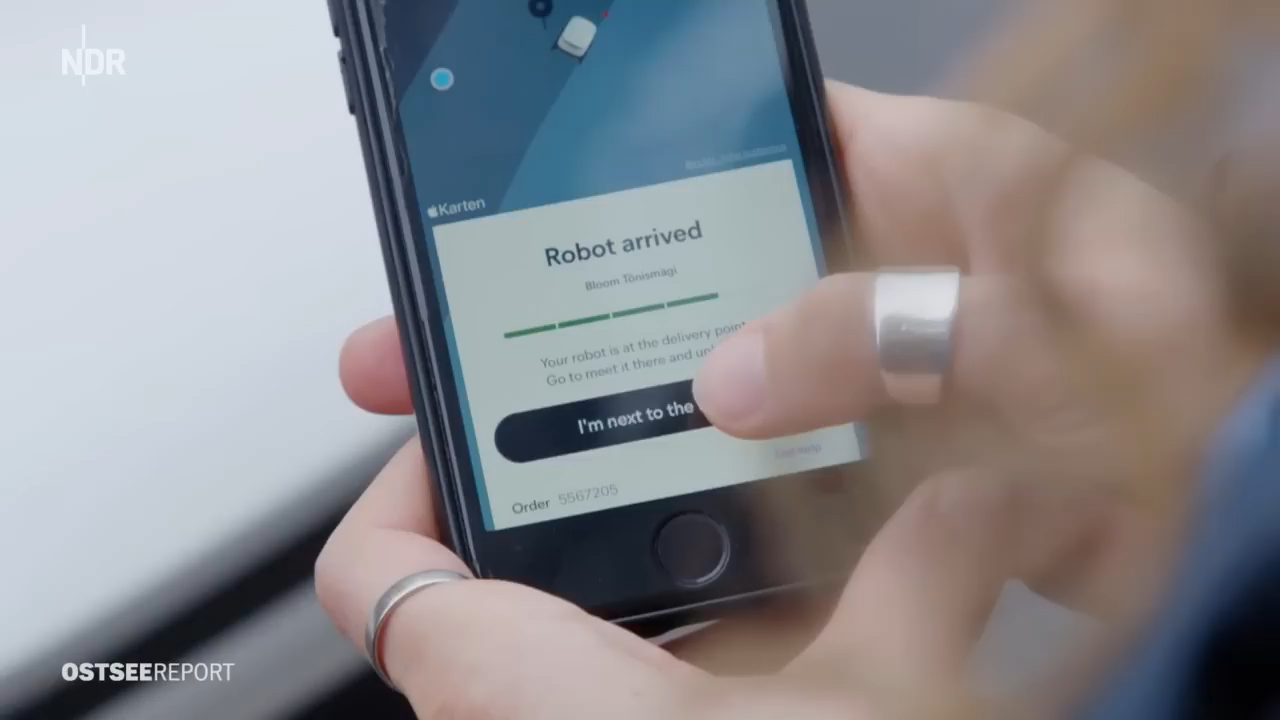 NDR
Karten
Robot arrived
Bloom Tõnismägi
Your robot is at the delivery point
Go to meet it there and
I'm next to the
Order 5567205
OSTSEEREPORT